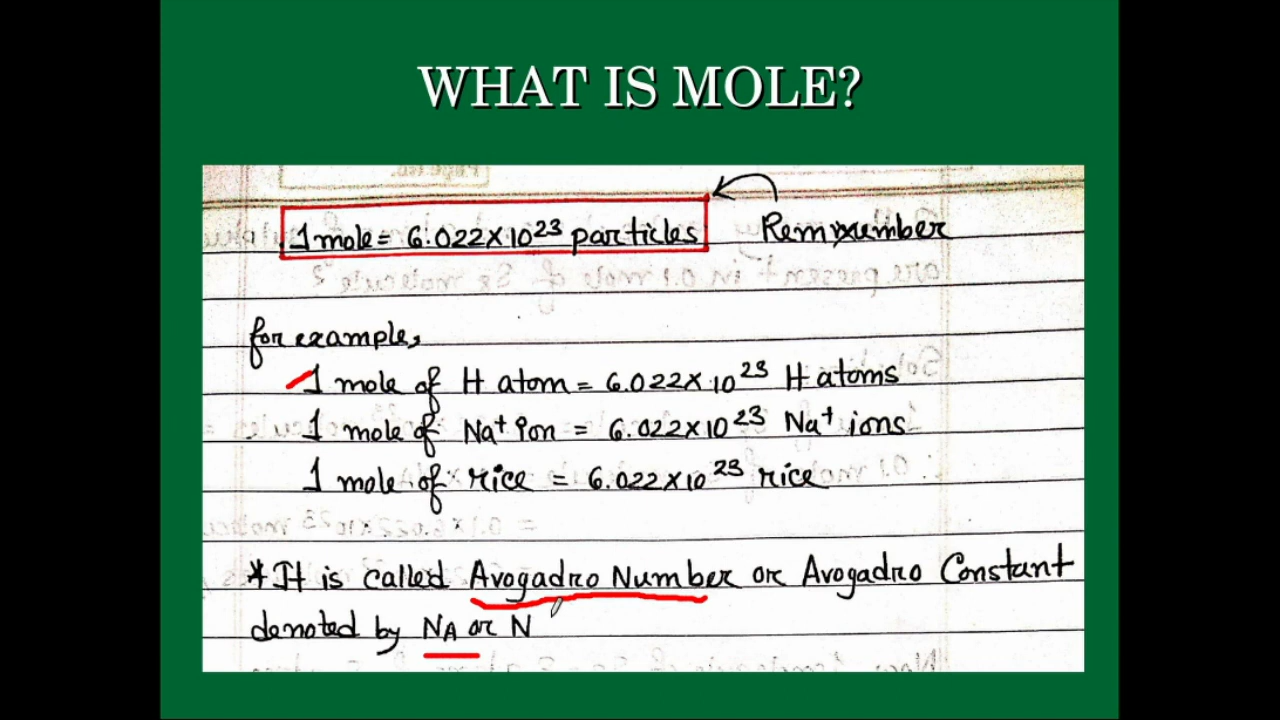 WHAT IS MOLE?
1 mole = 6.022 X 10²³ particles Remmember
for example,
1 mole of H atom = 6.022 X 10²³ H atoms
1 mole of Na⁺ ion = 6.022 X 10²³ Na⁺ ions
1 mole of rice = 6.022 X 10²³ rice
*It is called Avogadro Number or Avogadro Constant
denoted by NA or N